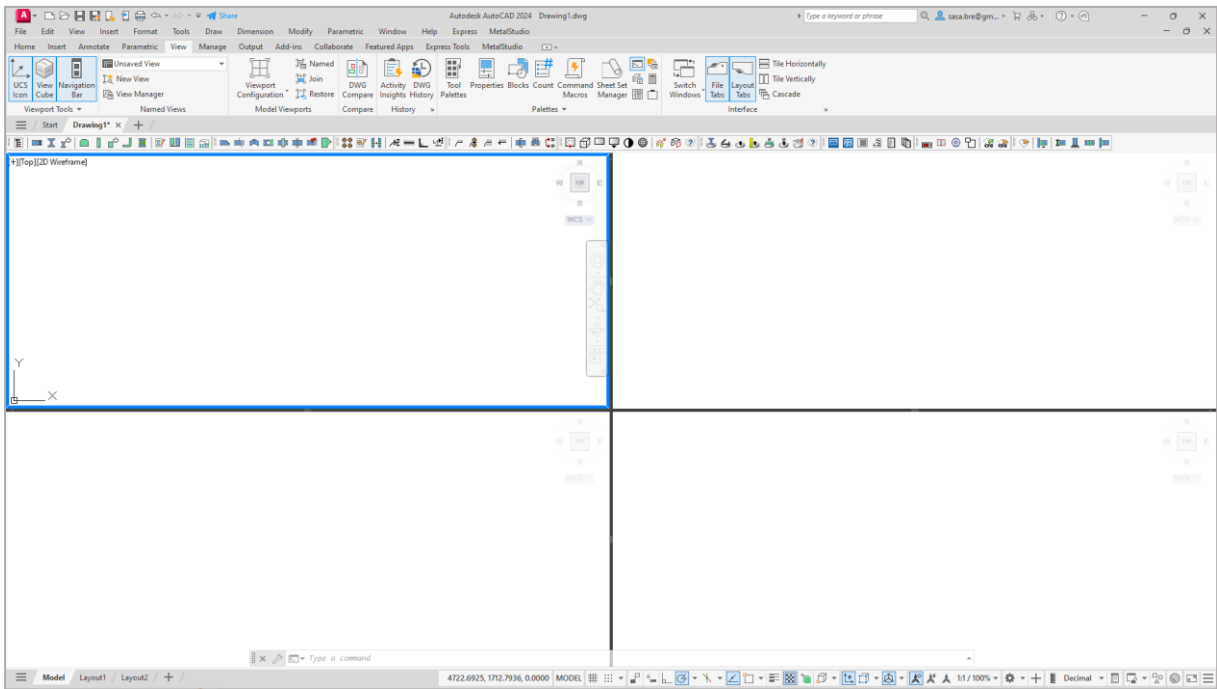 Share
Autodesk AutoCAD 2024 Drawing1.dwg
Type a keyword or phrase
sasa.bre@gm...
File Edit View Insert Format Tools Draw Dimension Modify Parametric Window Help Express MetalStudio
Home Insert Annotate Parametric View Manage Output Add-ins Collaborate Featured Apps Express Tools MetalStudio
UCS Icon
View Cube
Navigation Bar
Unsaved View
New View
View Manager
Viewport Configuration
Named
Join
Restore
DWG Compare
Activity Insights
DWG History
Tool Palettes
Properties
Blocks
Count
Command Macros
Sheet Set Manager
Switch Windows
File Tabs
Layout Tabs
Tile Horizontally
Tile Vertically
Cascade
Viewport Tools Named Views Model Viewports Compare History Palettes Interface
Start Drawing1*
[Top][2D Wireframe]
W TOP E
WCS
Y
X
Type a command
Model Layout1 Layout2
4722.6925, 1712.7936, 0.0000 MODEL
1:1 / 100%
Decimal